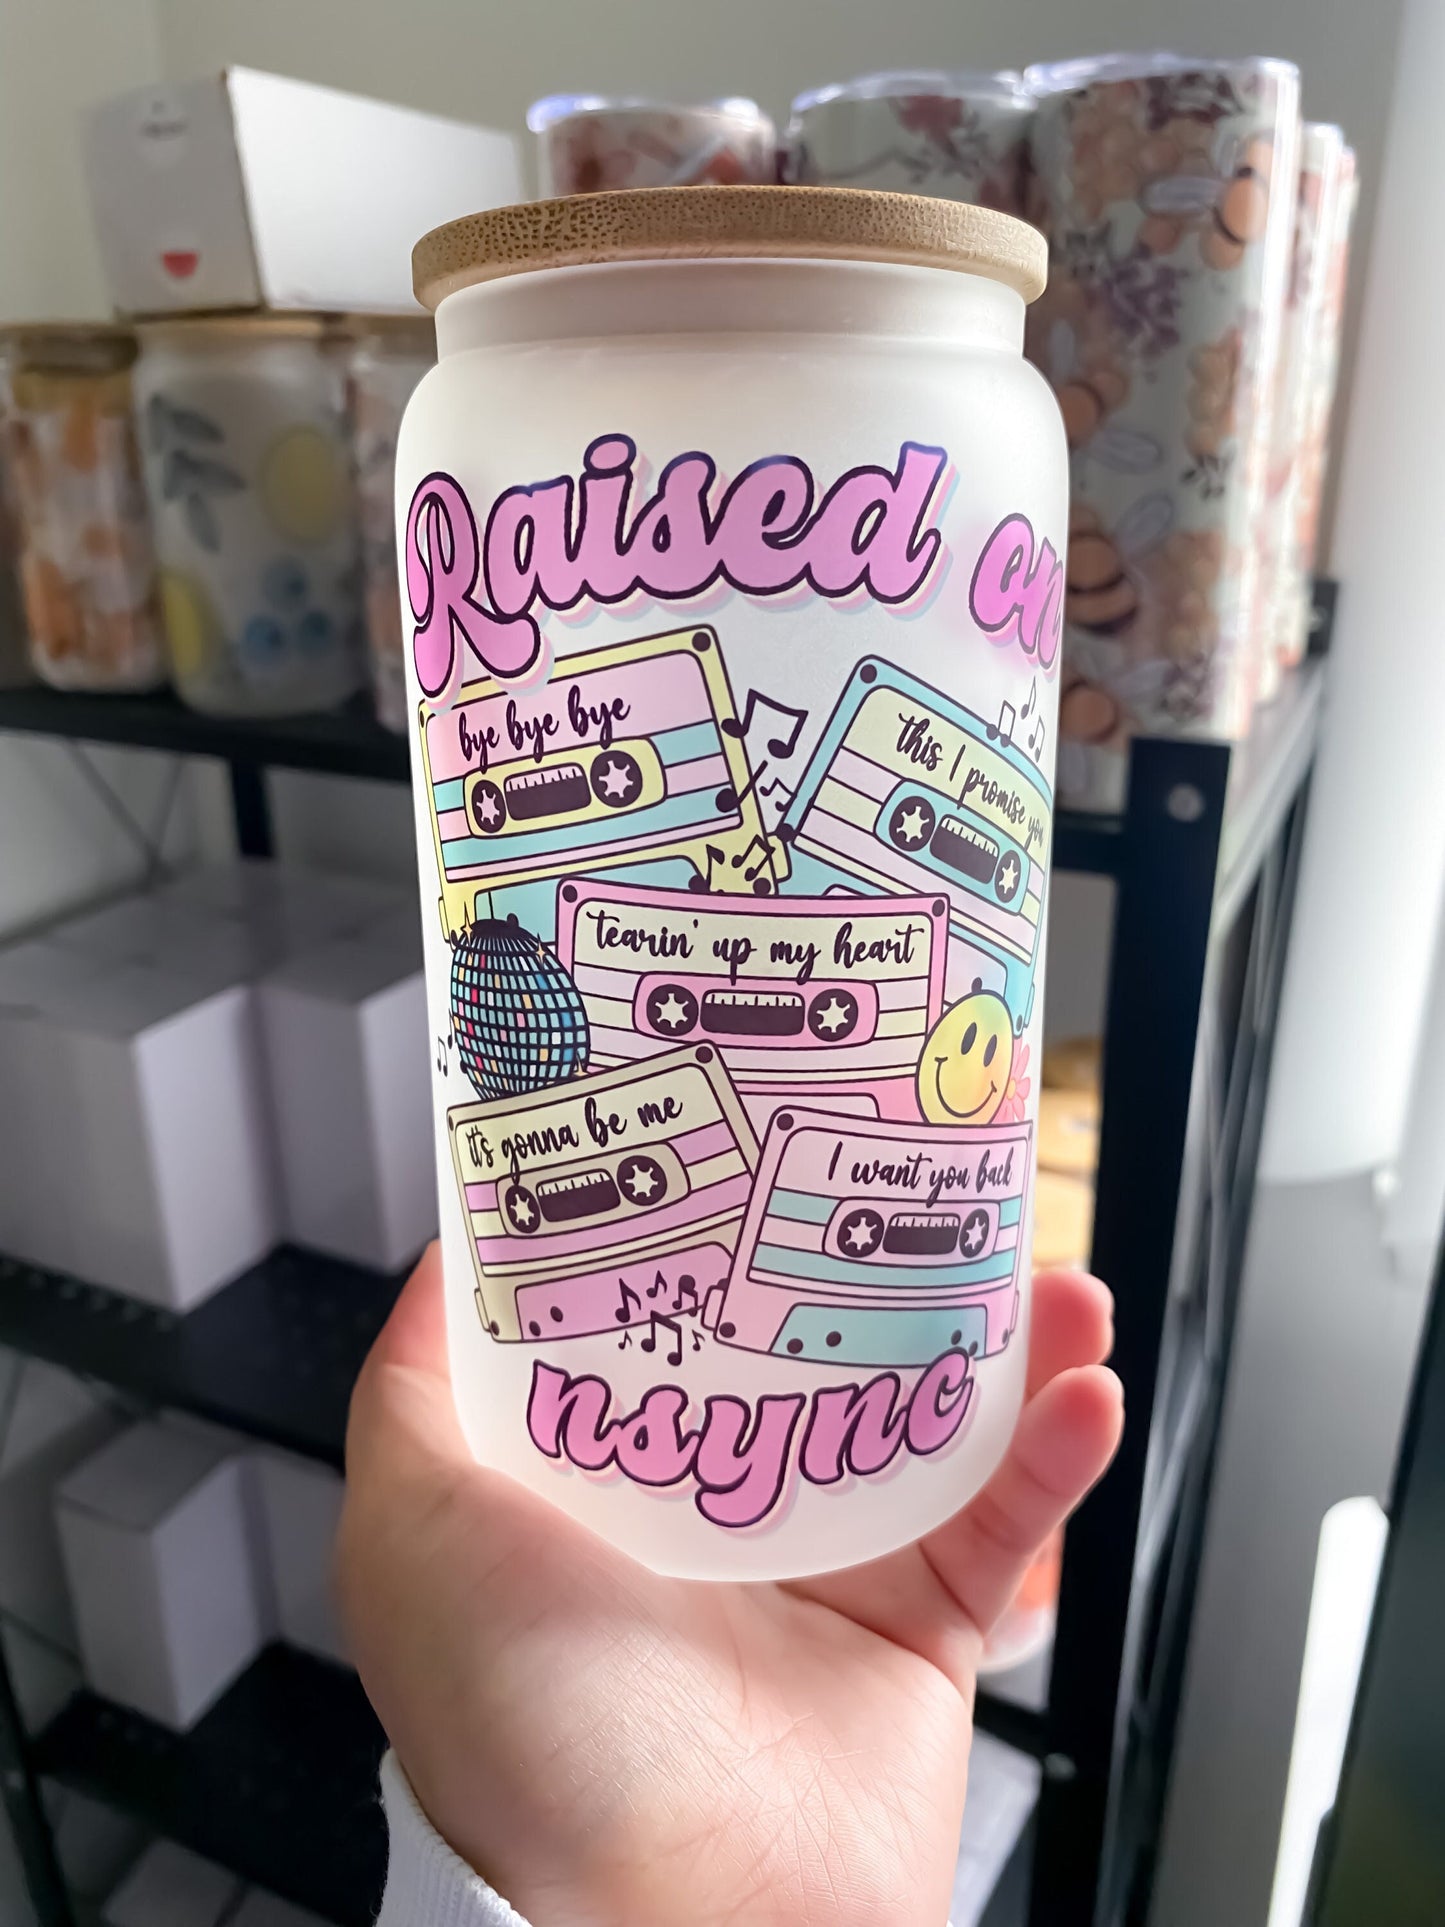 Raised on
bye bye bye
this I promise you
tearin' up my heart
it's gonna be me
I want you back
nsync